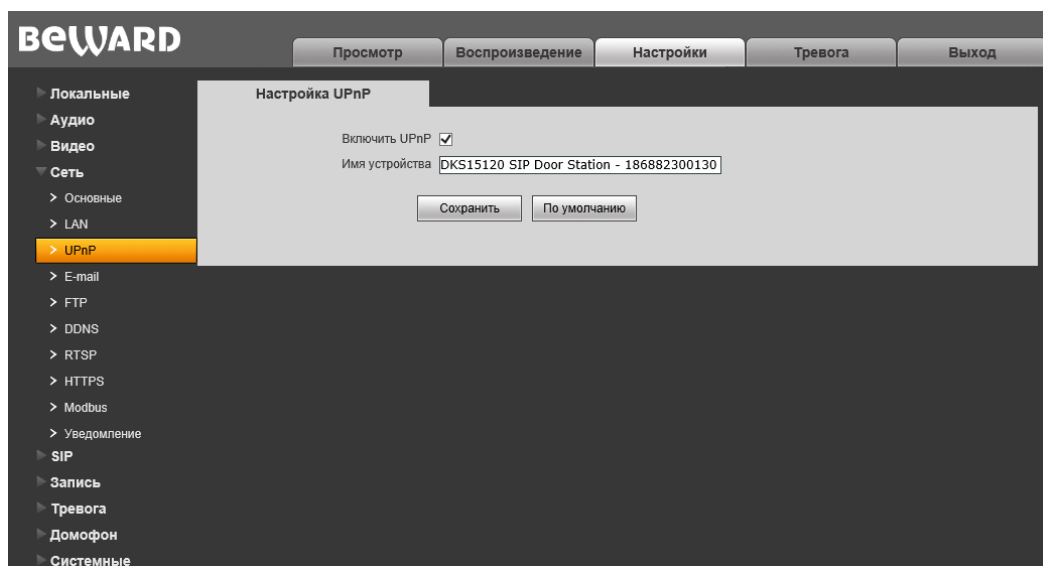 BEWARD
Просмотр Воспроизведение Настройки Тревога Выход
Локальные
Аудио
Видео
Сеть
> Основные
> LAN
> UPnP
> E-mail
> FTP
> DDNS
> RTSP
> HTTPS
> Modbus
> Уведомление
SIP
Запись
Тревога
Домофон
Системные
Настройка UPnP
Включить UPnP
Имя устройства DKS15120 SIP Door Station - 186882300130
Сохранить По умолчанию